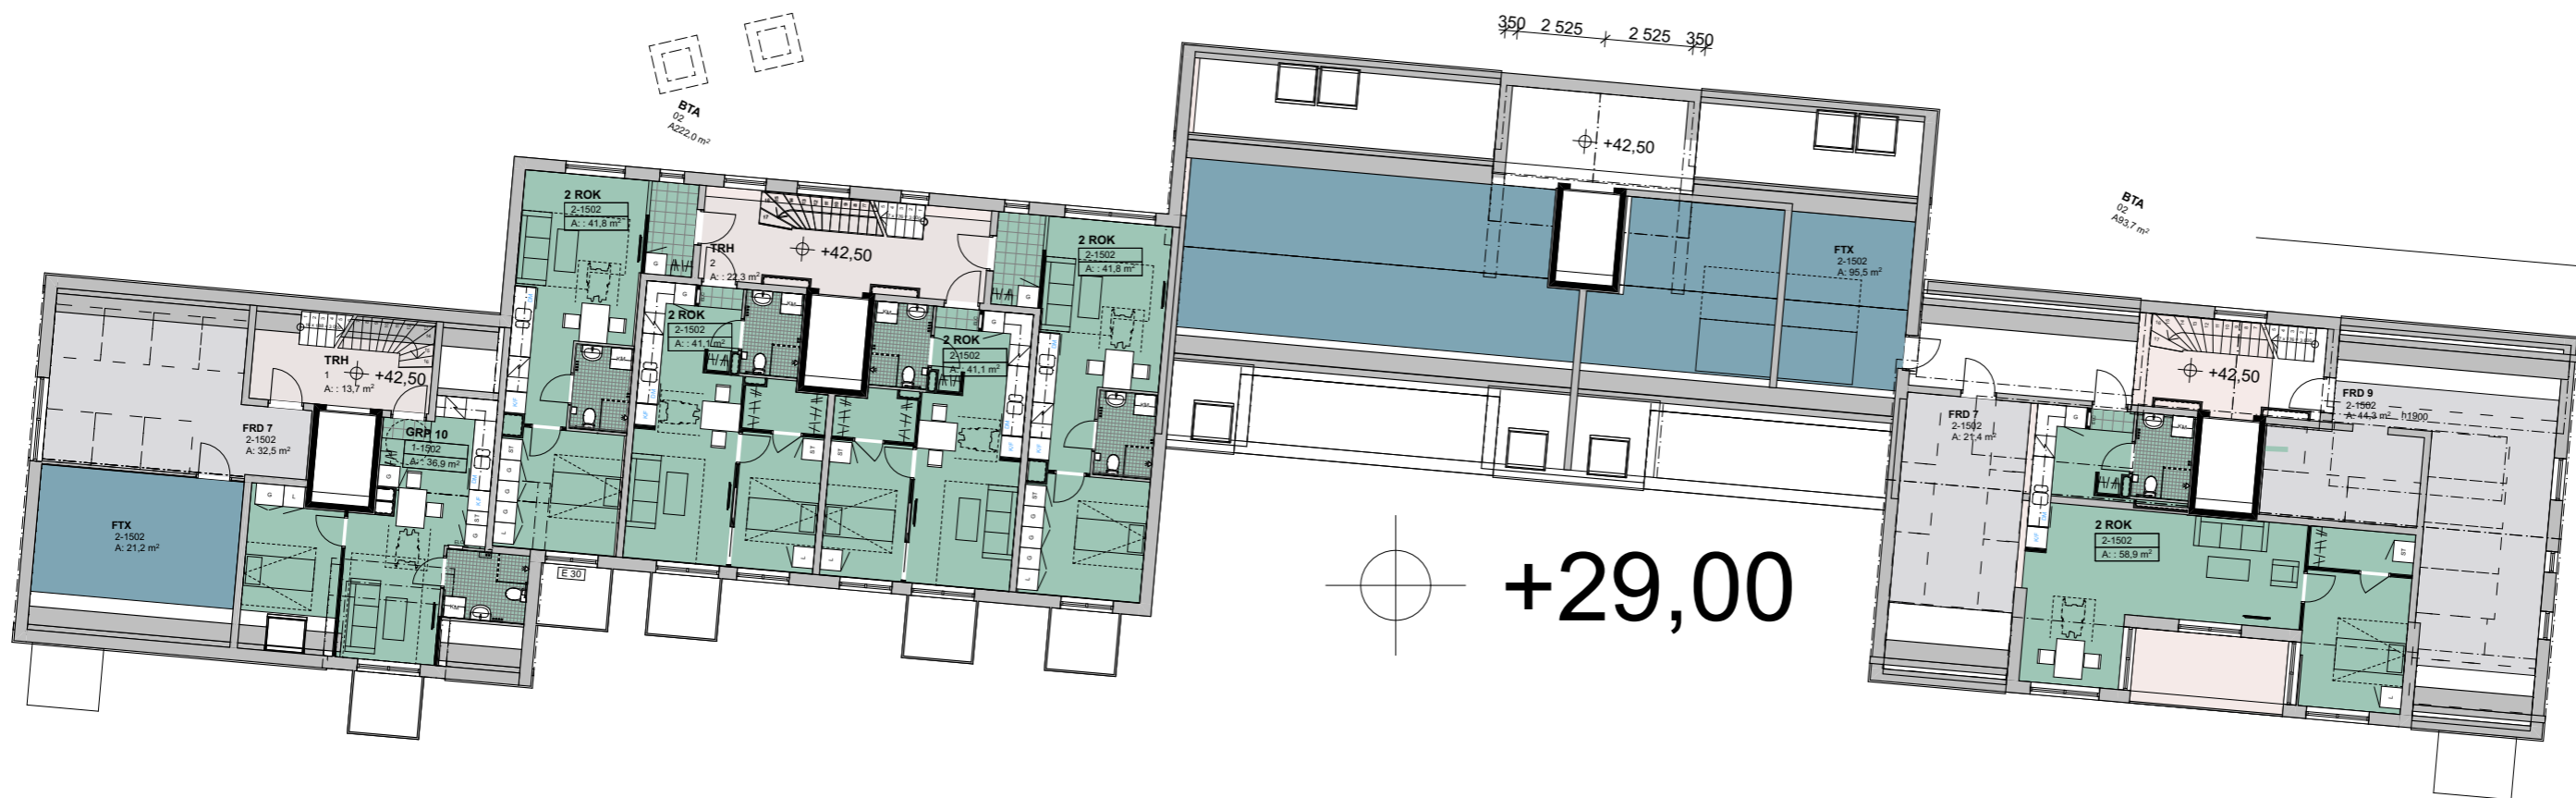 350 2 525 2 525 350
BTA
02
A222,0 m²
+42,50
BTA
02
A93,7 m²
2 ROK
2-1502
A: : 41,8 m²
TRH
2
A: : 22,3 m²
+42,50
2 ROK
2-1502
A: : 41,8 m²
FTX
2-1502
A: 95,5 m²
2 ROK
2-1502
A: : 41,1 m²
2 ROK
2-1502
A: : 41,1 m²
TRH
1
A: : 13,7 m²
+42,50
+42,50
FRD 7
2-1502
A: 32,5 m²
GRP 10
1-1502
A: : 36,9 m²
FRD 7
2-1502
A: 21,4 m²
FRD 9
2-1502
A: 44,3 m²
h1900
FTX
2-1502
A: 21,2 m²
2 ROK
2-1502
A: : 58,9 m²
E 30
+29,00